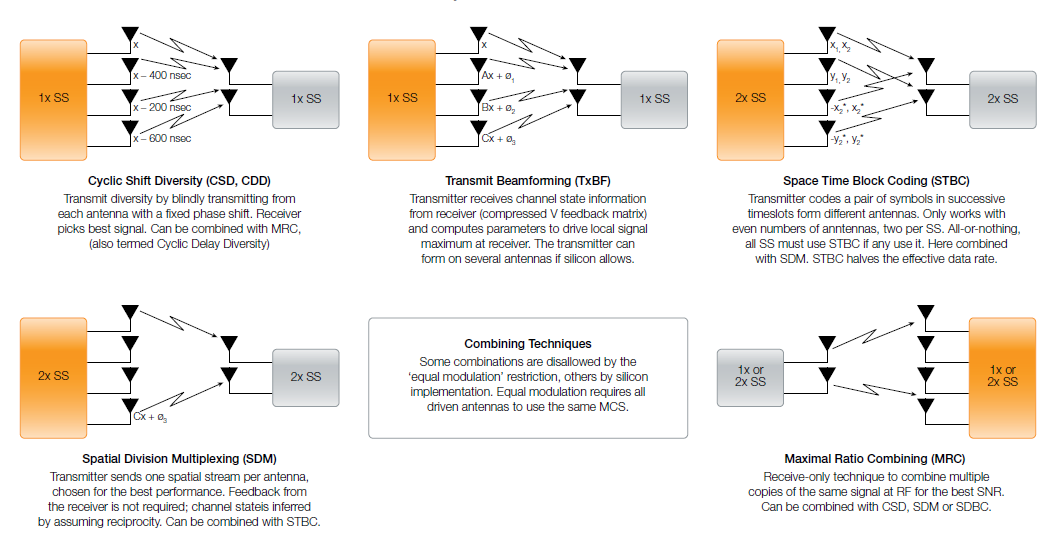 1x SS
x
x – 400 nsec
x – 200 nsec
x – 600 nsec
1x SS
Cyclic Shift Diversity (CSD, CDD)
Transmit diversity by blindly transmitting from
each antenna with a fixed phase shift. Receiver
picks best signal. Can be combined with MRC,
(also termed Cyclic Delay Diversity)
1x SS
x
Ax + ø₁
Bx + ø₂
Cx + ø₃
1x SS
Transmit Beamforming (TxBF)
Transmitter receives channel state information
from receiver (compressed V feedback matrix)
and computes parameters to drive local signal
maximum at receiver. The transmitter can
form on several antennas if silicon allows.
2x SS
x₁, x₂
y₁, y₂
-x₂*, x₂*
-y₂*, y₂*
2x SS
Space Time Block Coding (STBC)
Transmitter codes a pair of symbols in successive
timeslots form different antennas. Only works with
even numbers of anntennas, two per SS. All-or-nothing,
all SS must use STBC if any use it. Here combined
with SDM. STBC halves the effective data rate.
2x SS
Cx + ø₃
2x SS
Spatial Division Multiplexing (SDM)
Transmitter sends one spatial stream per antenna,
chosen for the best performance. Feedback from
the receiver is not required; channel stateis inferred
by assuming reciprocity. Can be combined with STBC.
Combining Techniques
Some combinations are disallowed by the
‘equal modulation’ restriction, others by silicon
implementation. Equal modulation requires all
driven antennas to use the same MCS.
1x or
2x SS
1x or
2x SS
Maximal Ratio Combining (MRC)
Receive-only technique to combine multiple
copies of the same signal at RF for the best SNR.
Can be combined with CSD, SDM or SDBC.